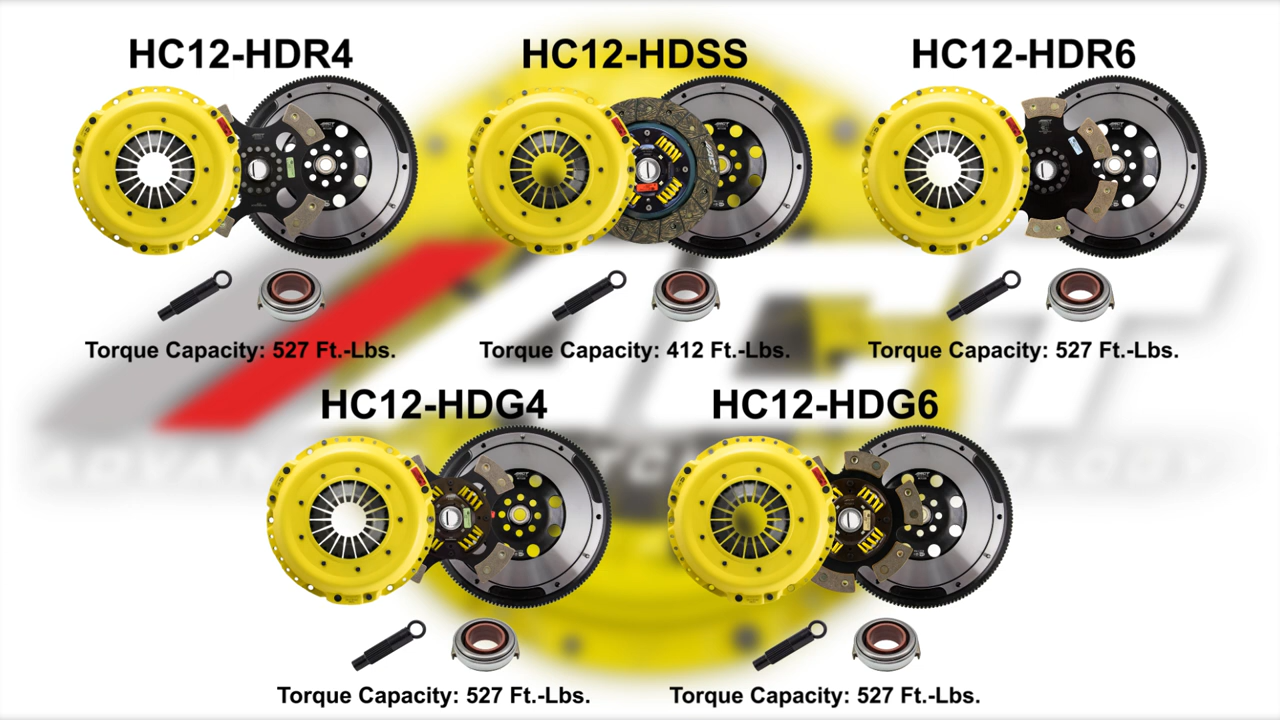 HC12-HDR4
HC12-HDSS
HC12-HDR6
Torque Capacity: 527 Ft.-Lbs.
Torque Capacity: 412 Ft.-Lbs.
Torque Capacity: 527 Ft.-Lbs.
HC12-HDG4
HC12-HDG6
Torque Capacity: 527 Ft.-Lbs.
Torque Capacity: 527 Ft.-Lbs.